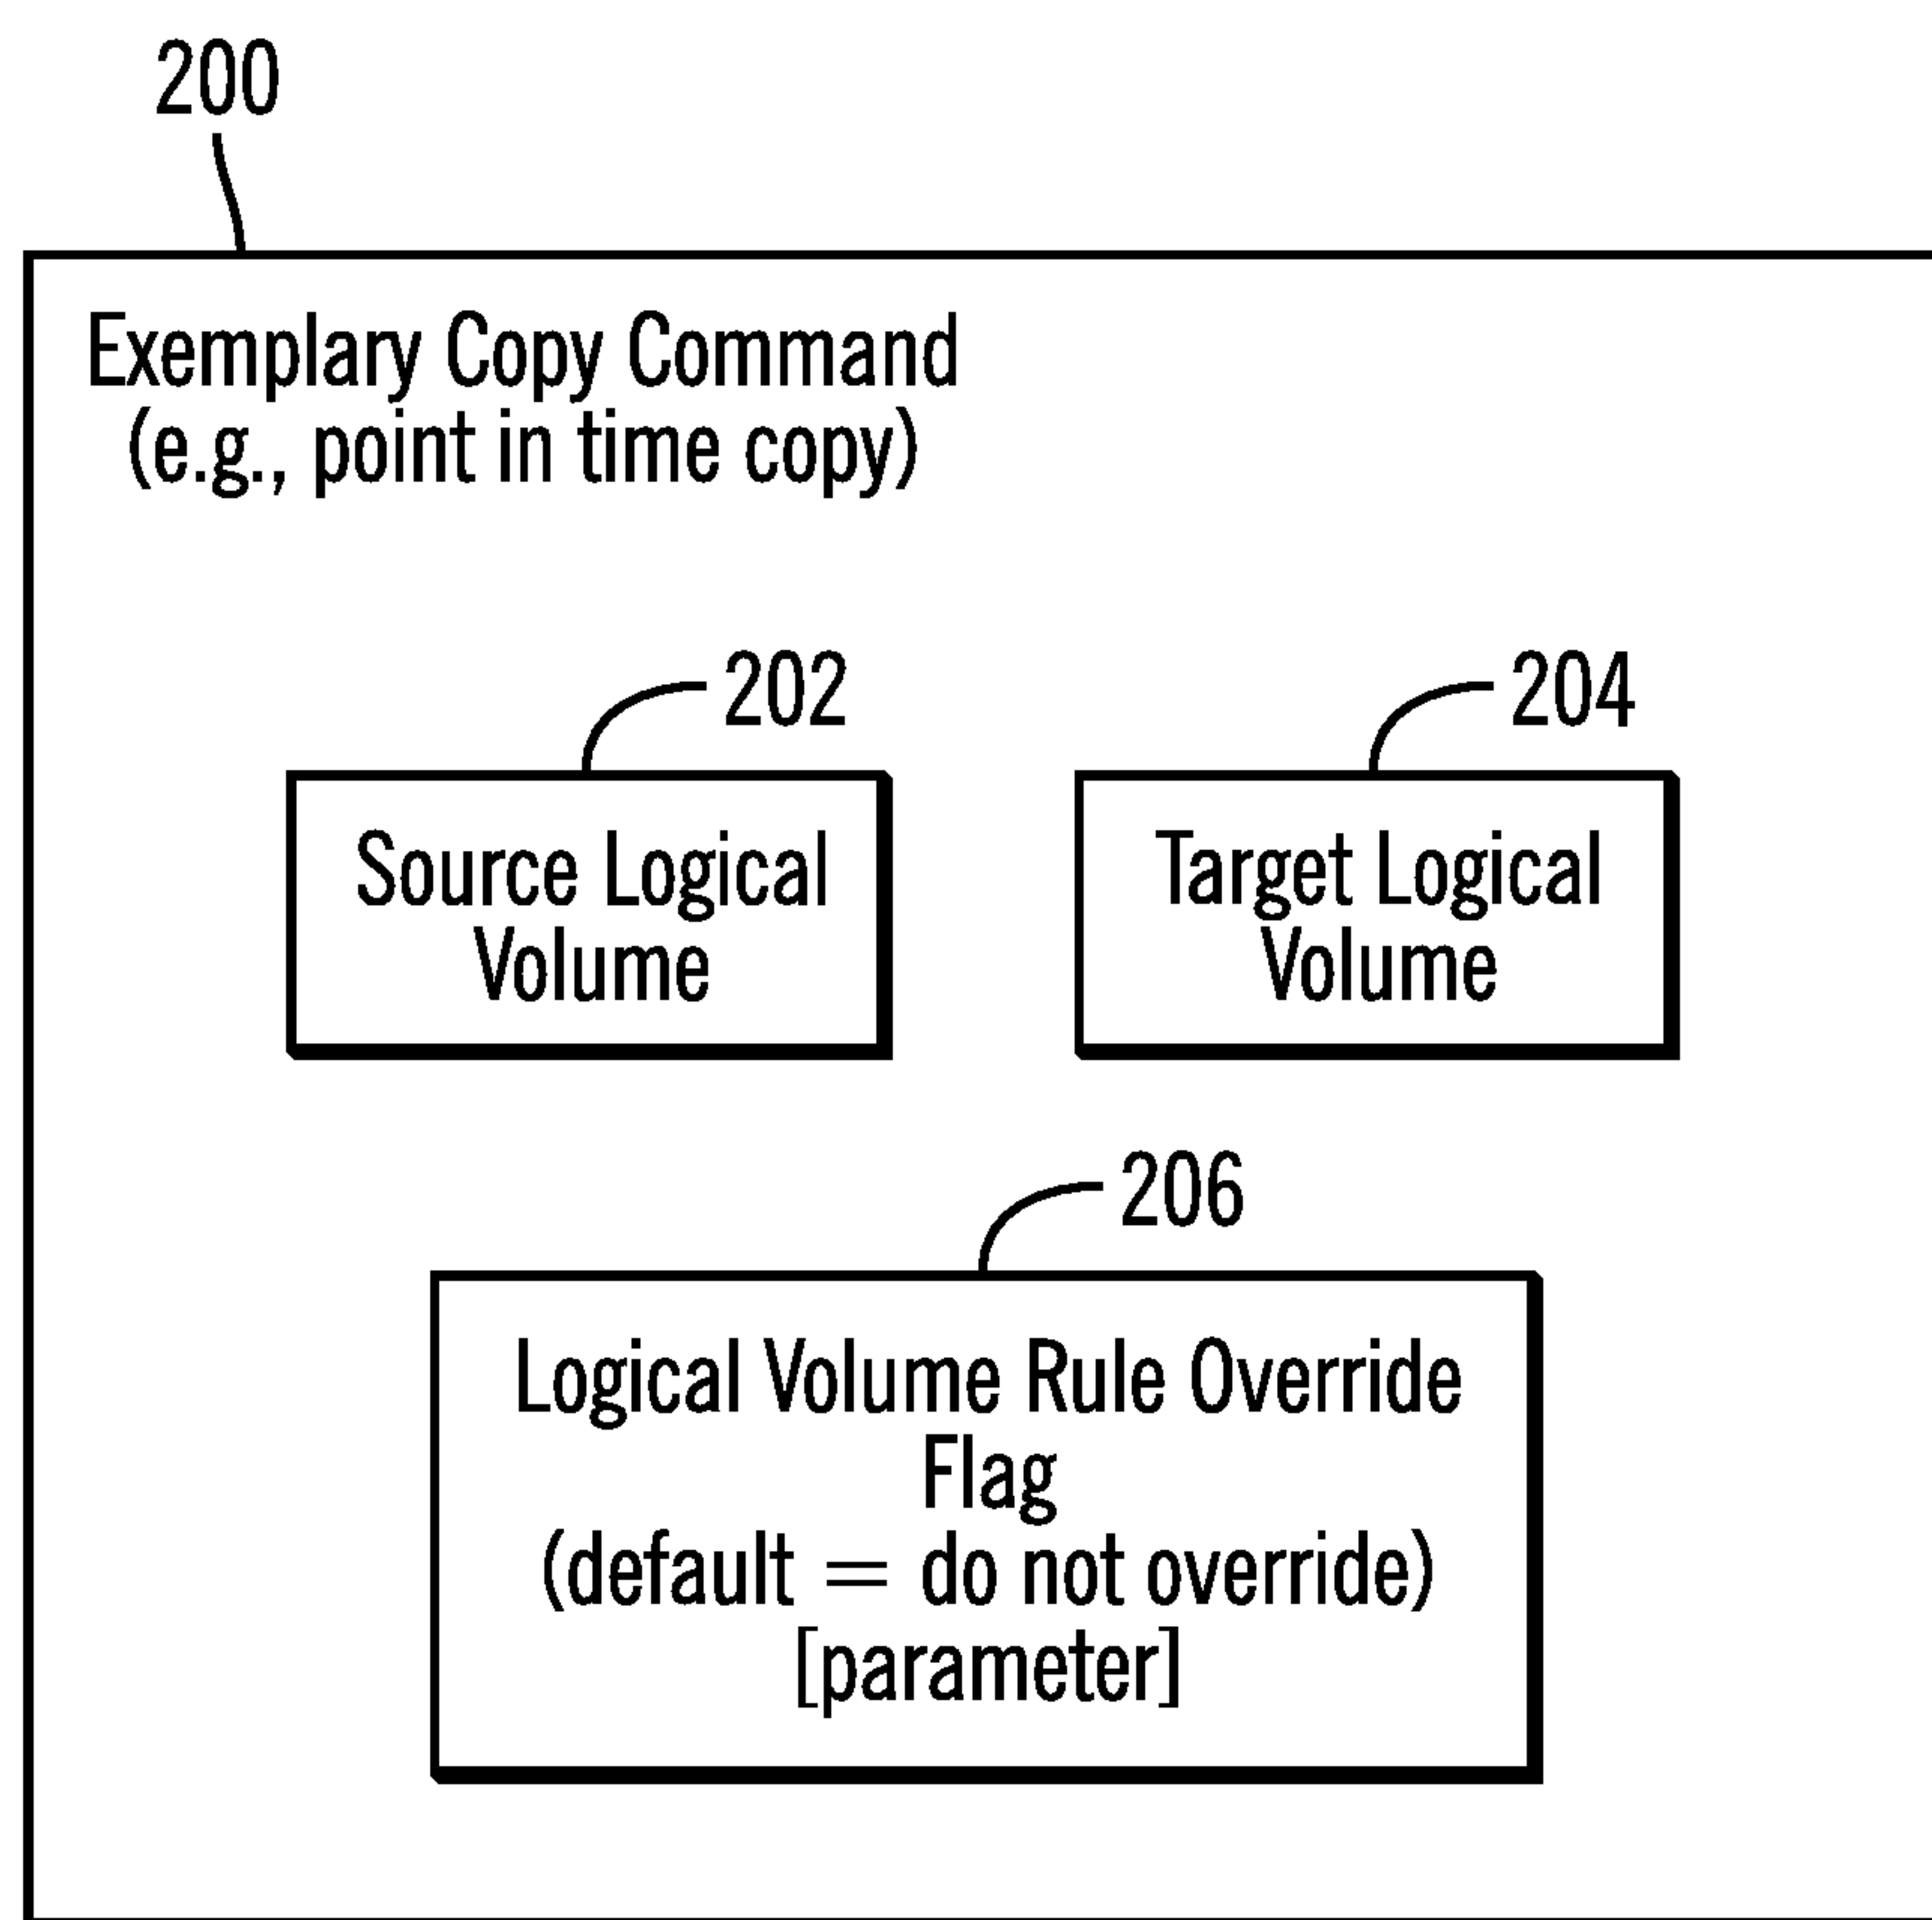 200
Exemplary Copy Command
(e.g., point in time copy)
202
204
Source Logical
Volume
Target Logical
Volume
206
Logical Volume Rule Override
Flag
(default = do not override)
[parameter]